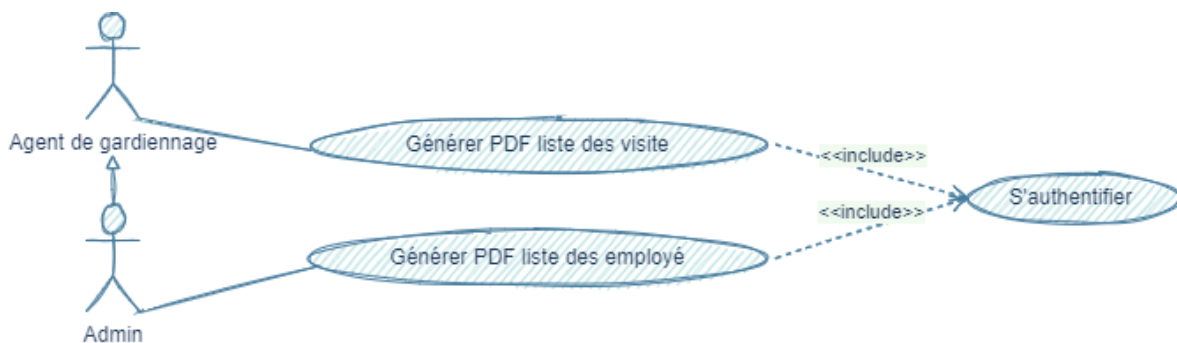 Agent de gardiennage
Générer PDF liste des visite
<<include>>
S'authentifier
<<include>>
Générer PDF liste des employé
Admin